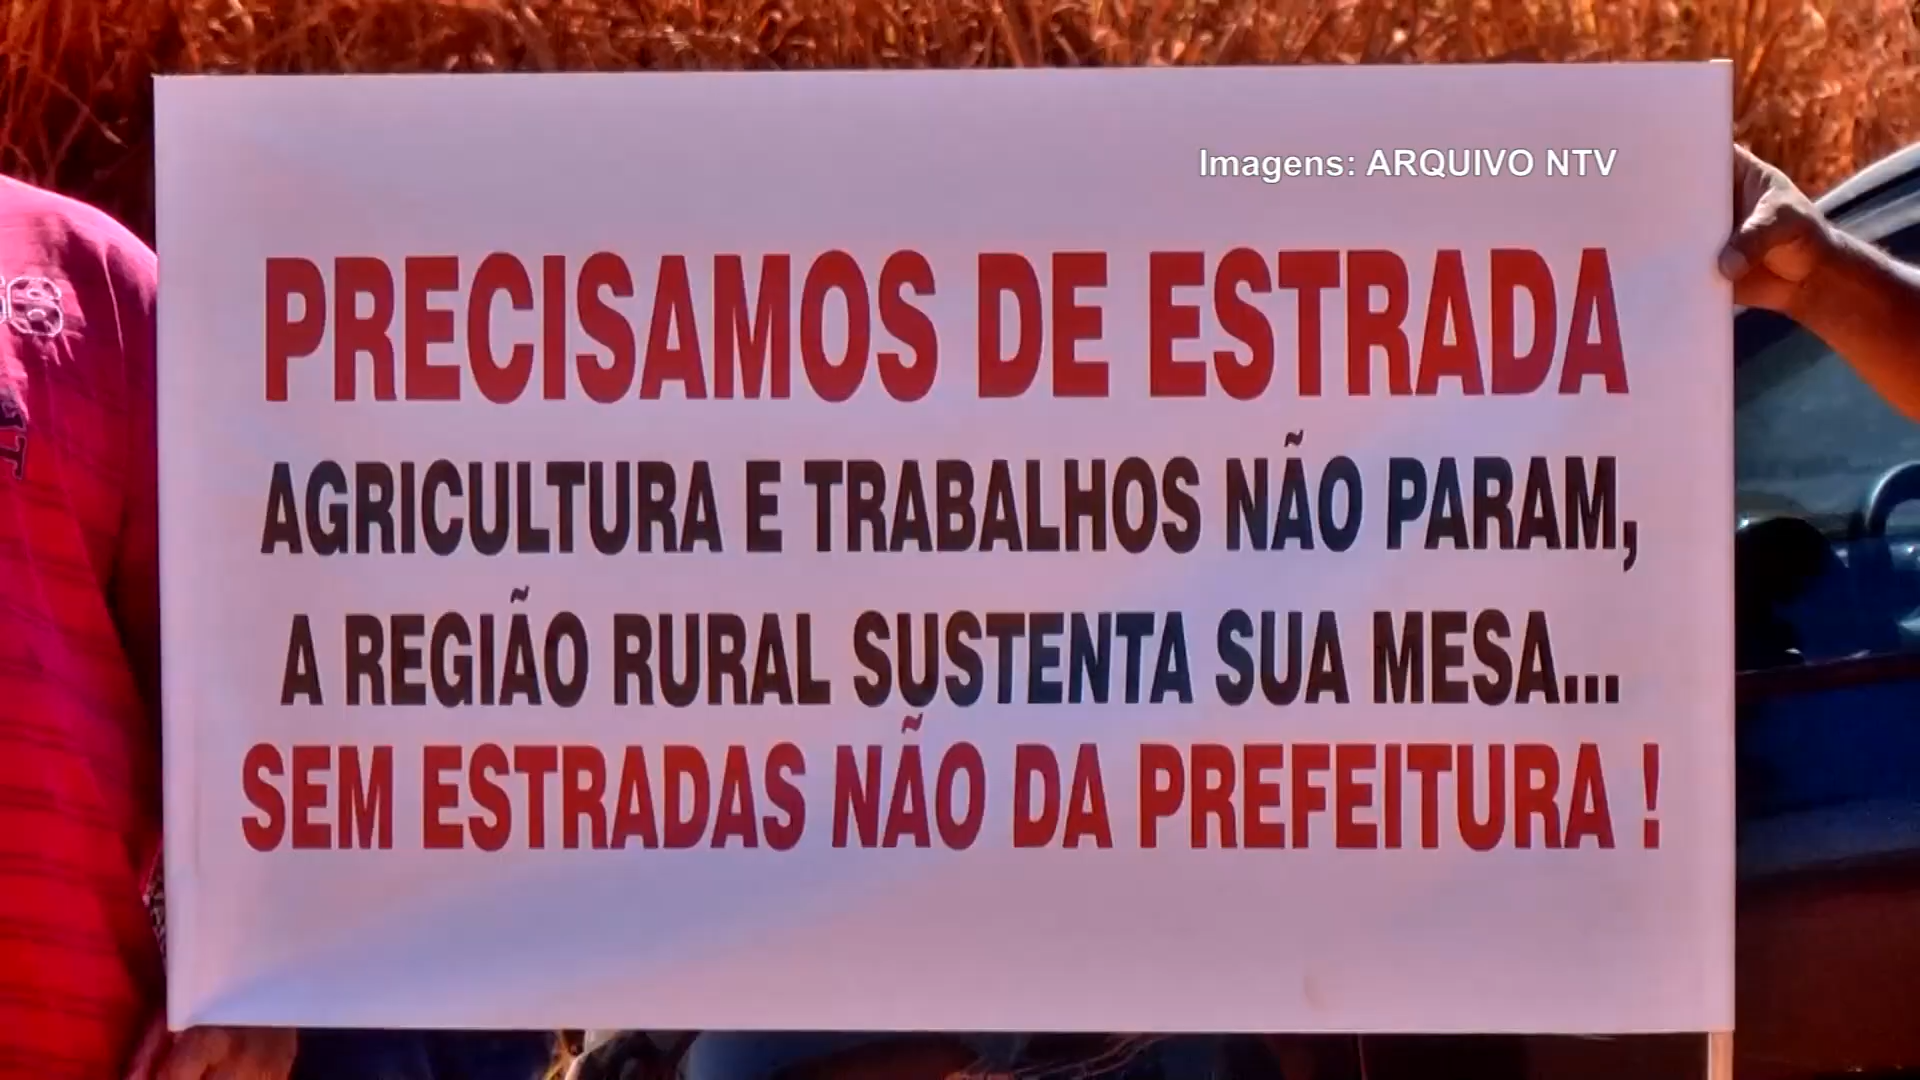 Imagens: ARQUIVO NTV
PRECISAMOS DE ESTRADA
AGRICULTURA E TRABALHOS NÃO PARAM,
A REGIÃO RURAL SUSTENTA SUA MESA...
SEM ESTRADAS NÃO DA PREFEITURA !